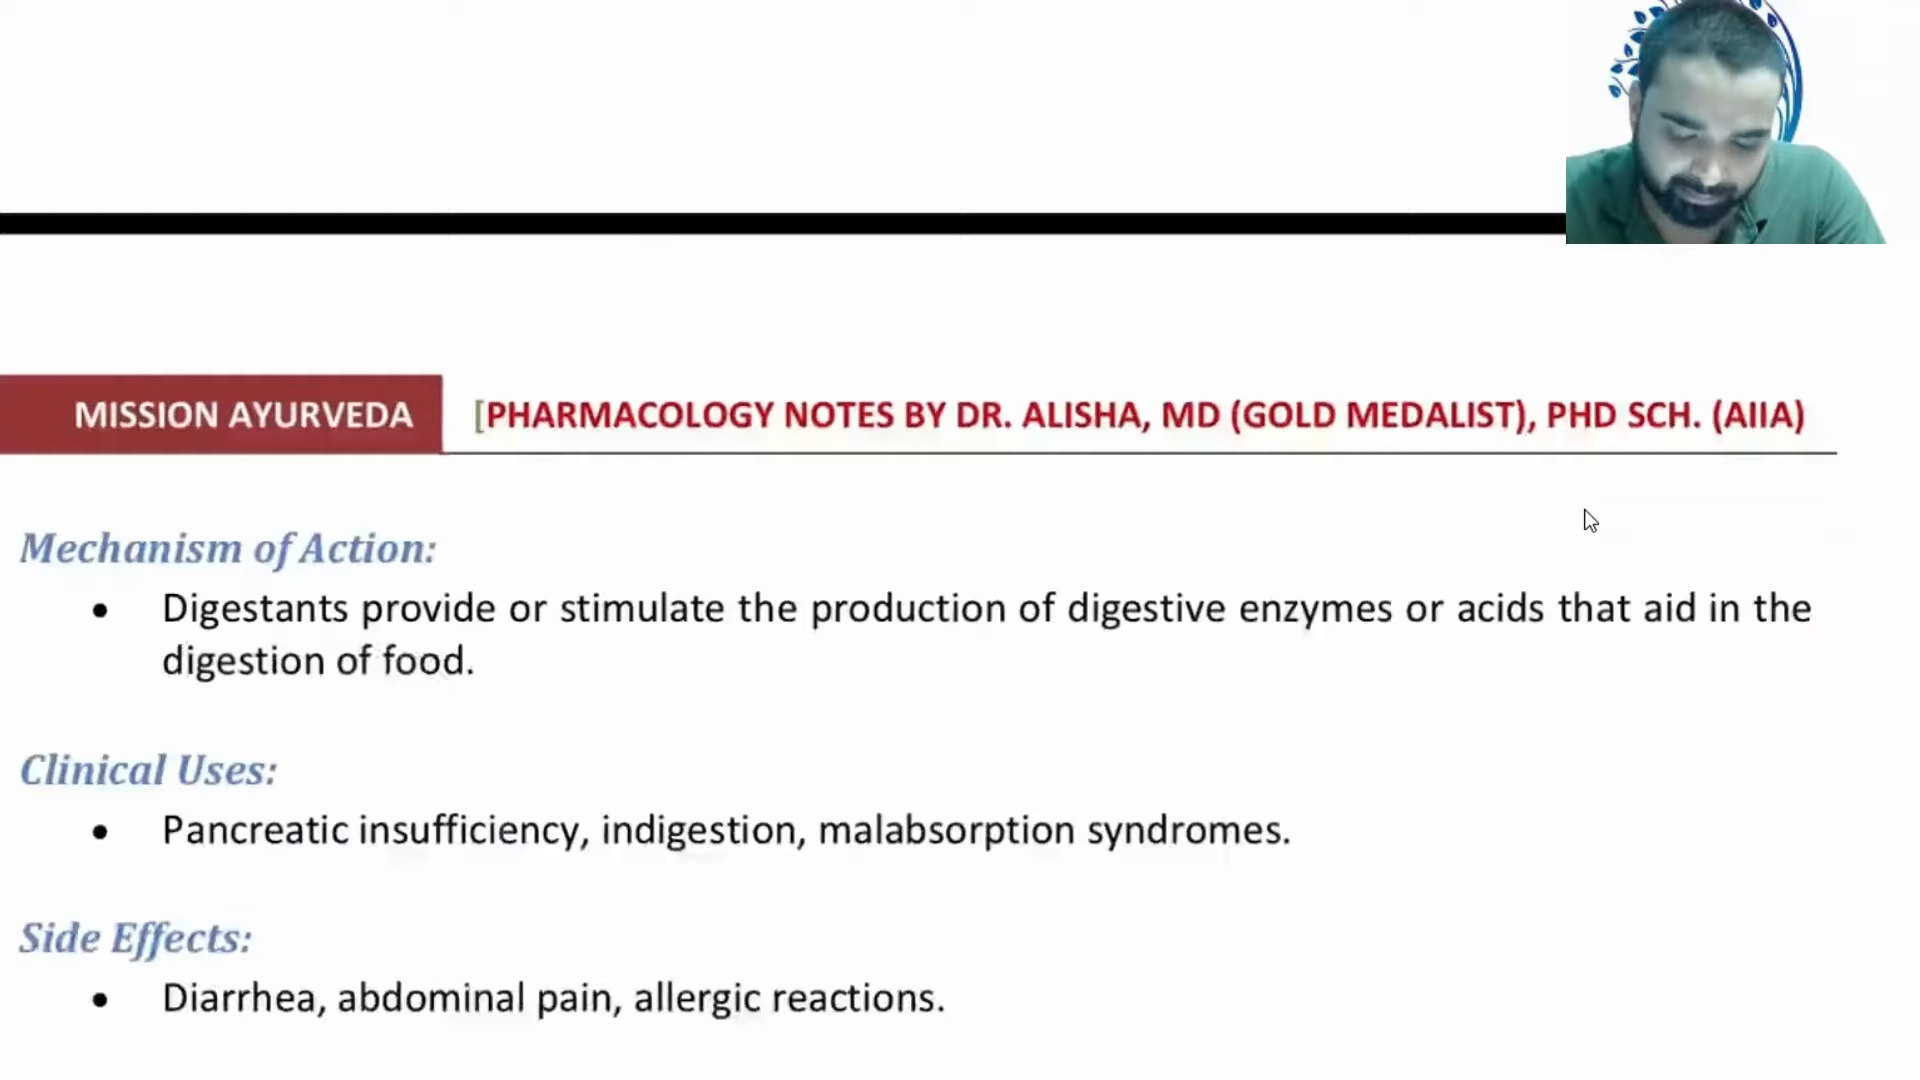 MISSION AYURVEDA [PHARMACOLOGY NOTES BY DR. ALISHA, MD (GOLD MEDALIST), PHD SCH. (AIIA)
Mechanism of Action:
• Digestants provide or stimulate the production of digestive enzymes or acids that aid in the
digestion of food.
Clinical Uses:
• Pancreatic insufficiency, indigestion, malabsorption syndromes.
Side Effects:
• Diarrhea, abdominal pain, allergic reactions.